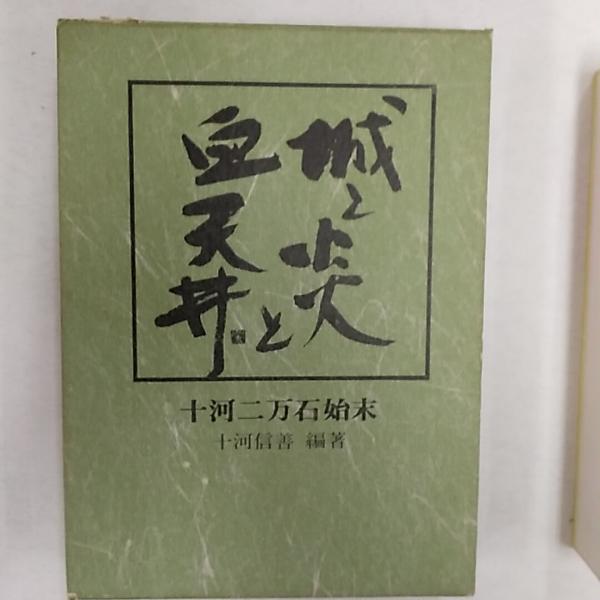 城と炎と
血天井
十河二万石始末
十河信善 編著